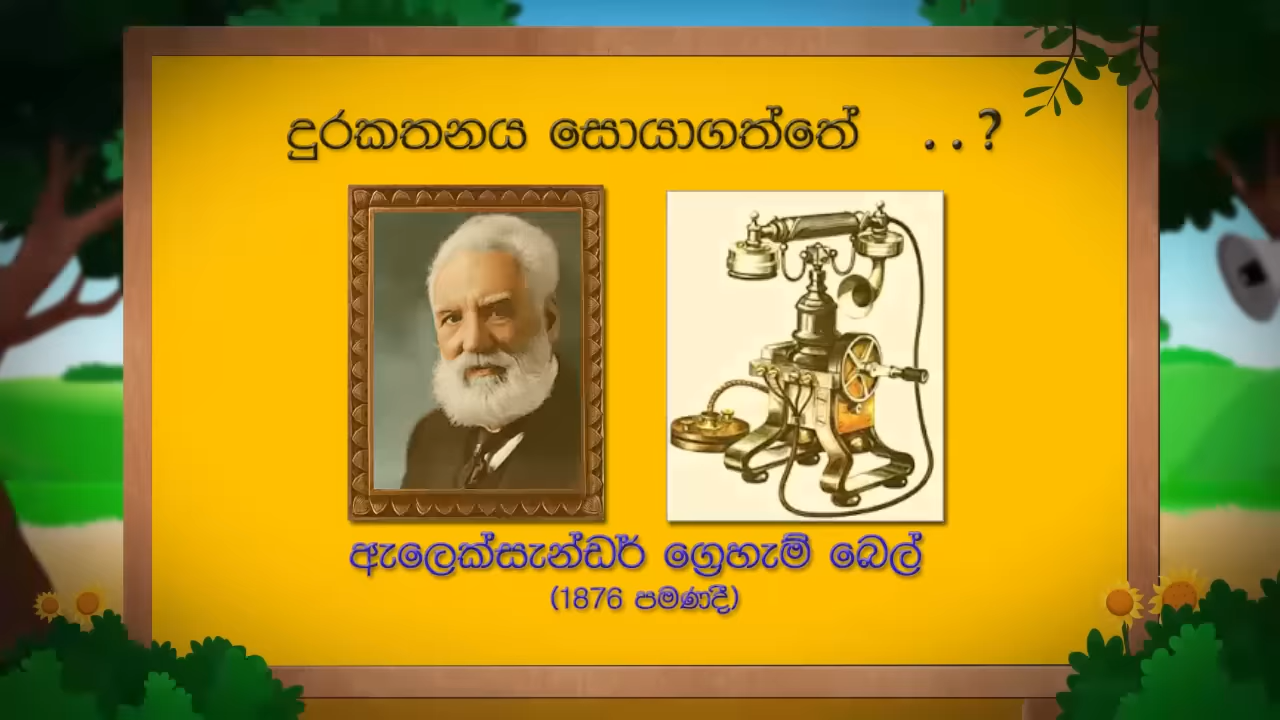 දුරකතනය සොයාගත්තේ ..?
ඇලෙක්සැන්ඩර් ග්‍රෙහැම් බෙල්
(1876 පමණදී)